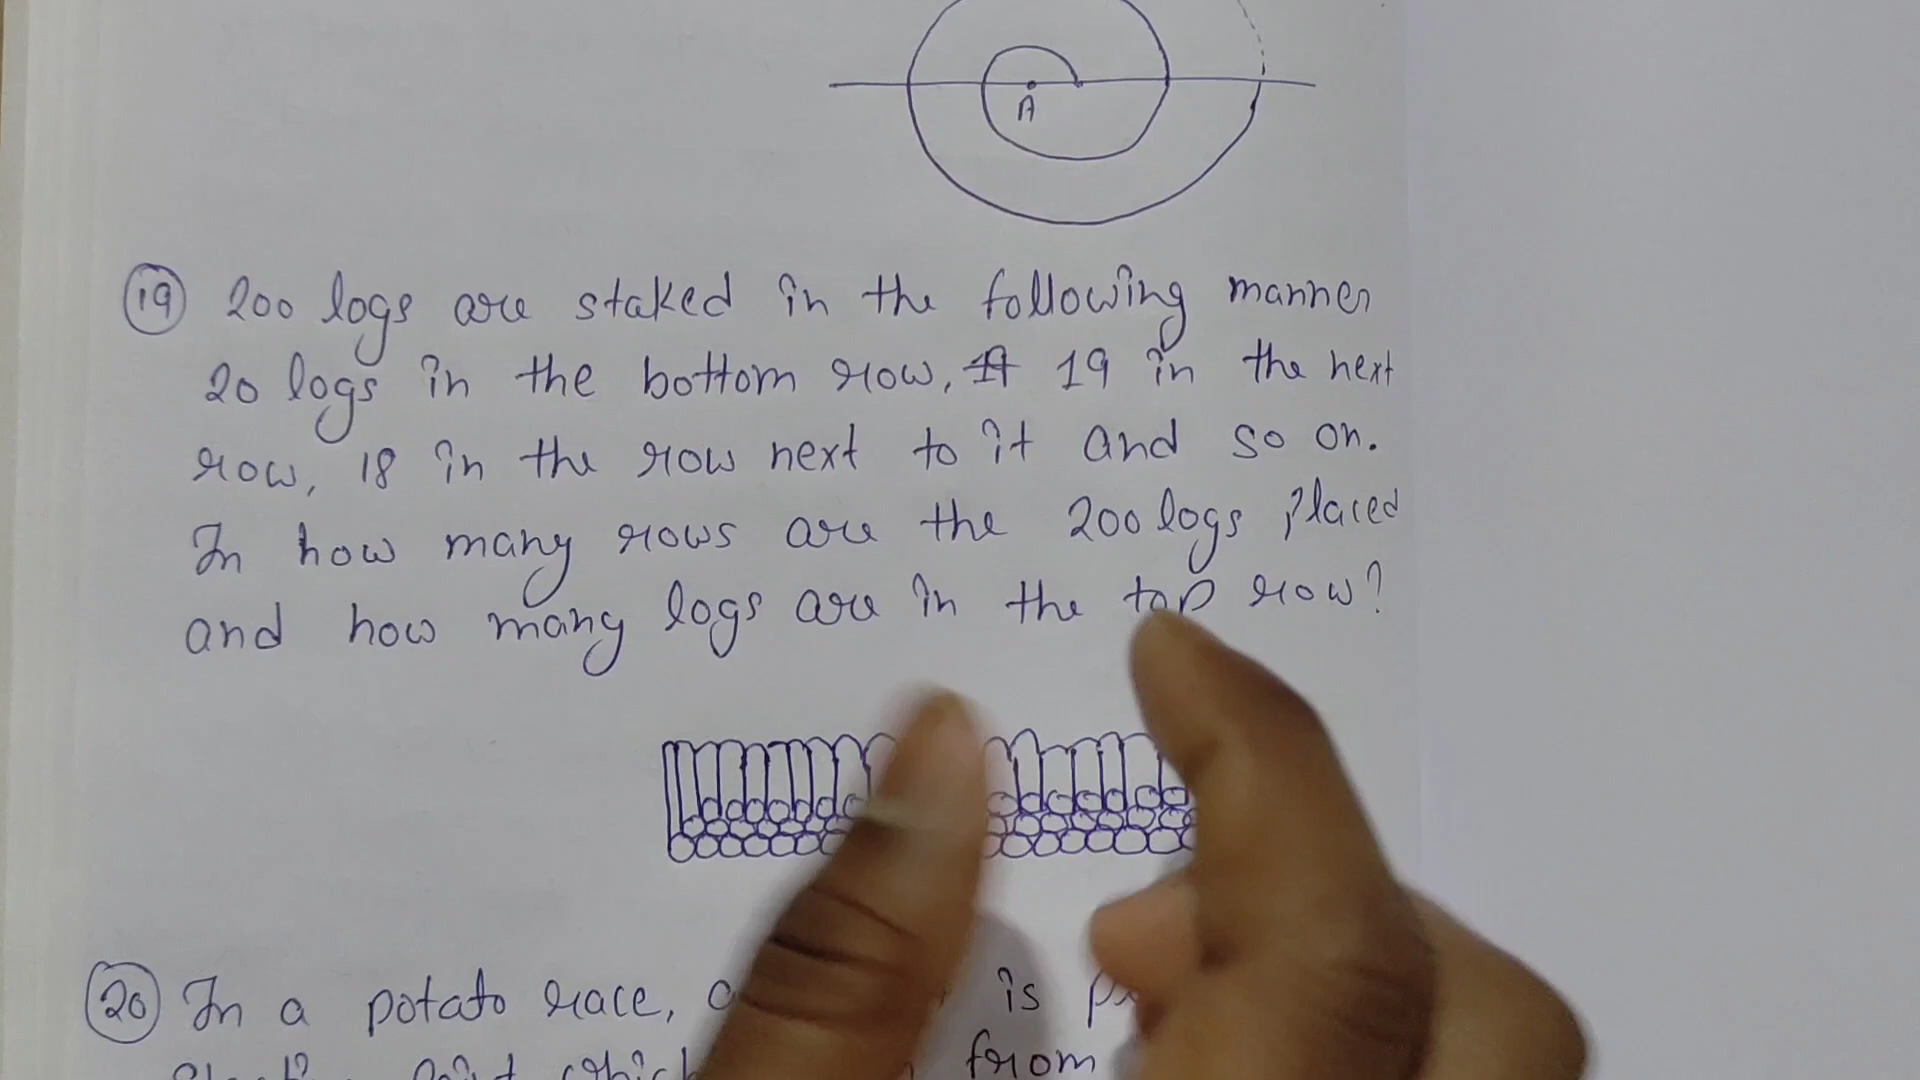 A
19 200 logs are staked in the following manner
20 logs in the bottom row, 19 in the next
row, 18 in the row next to it and so on.
In how many rows are the 200 logs placed
and how many logs are in the top row?
20 In a potato race, is
from